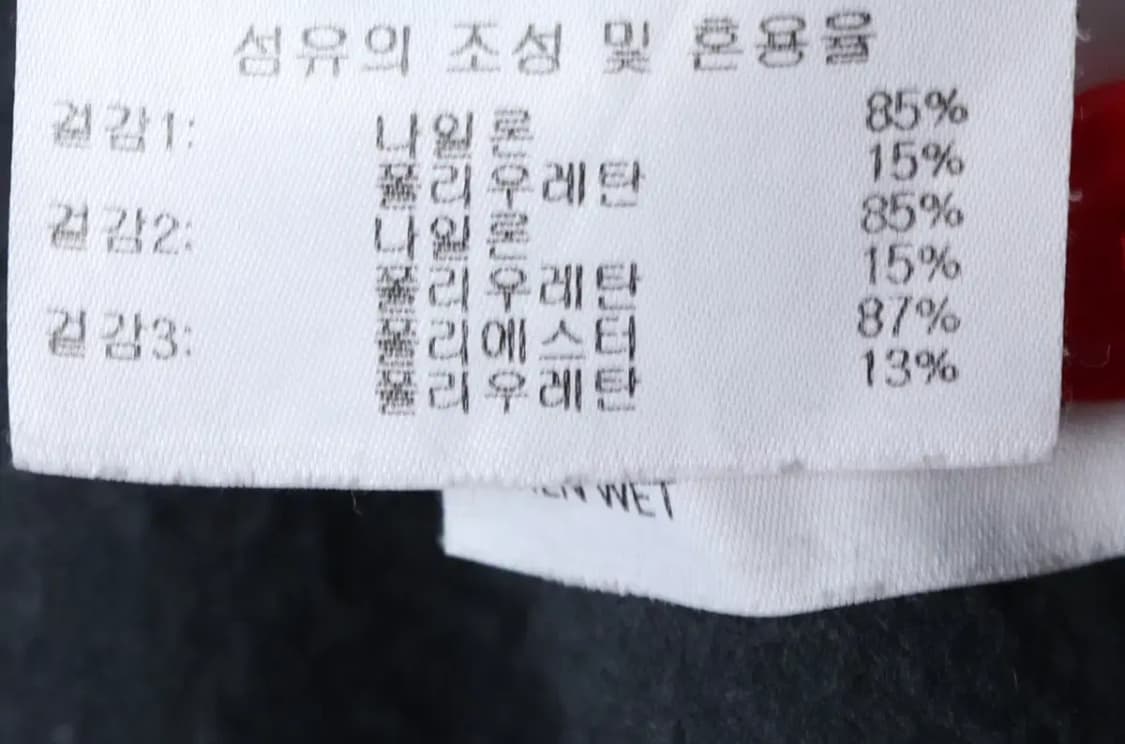 섬유의 조성 및 혼용율
겉감1: 나일론 85%
폴리우레탄 15%
겉감2: 나일론 85%
폴리우레탄 15%
겉감3: 폴리에스터 87%
폴리우레탄 13%
WET